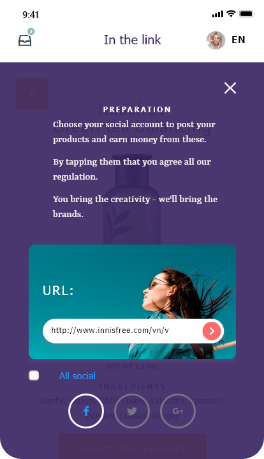 9:41
In the link
EN
PREPARATION
Choose your social account to post your
products and earn money from these.
By tapping them that you agree all our
regulation.
You bring the creativity - we'll bring the
brands.
URL:
http://www.innisfree.com/vn/v
All social
INGREDIENTS
f
G+